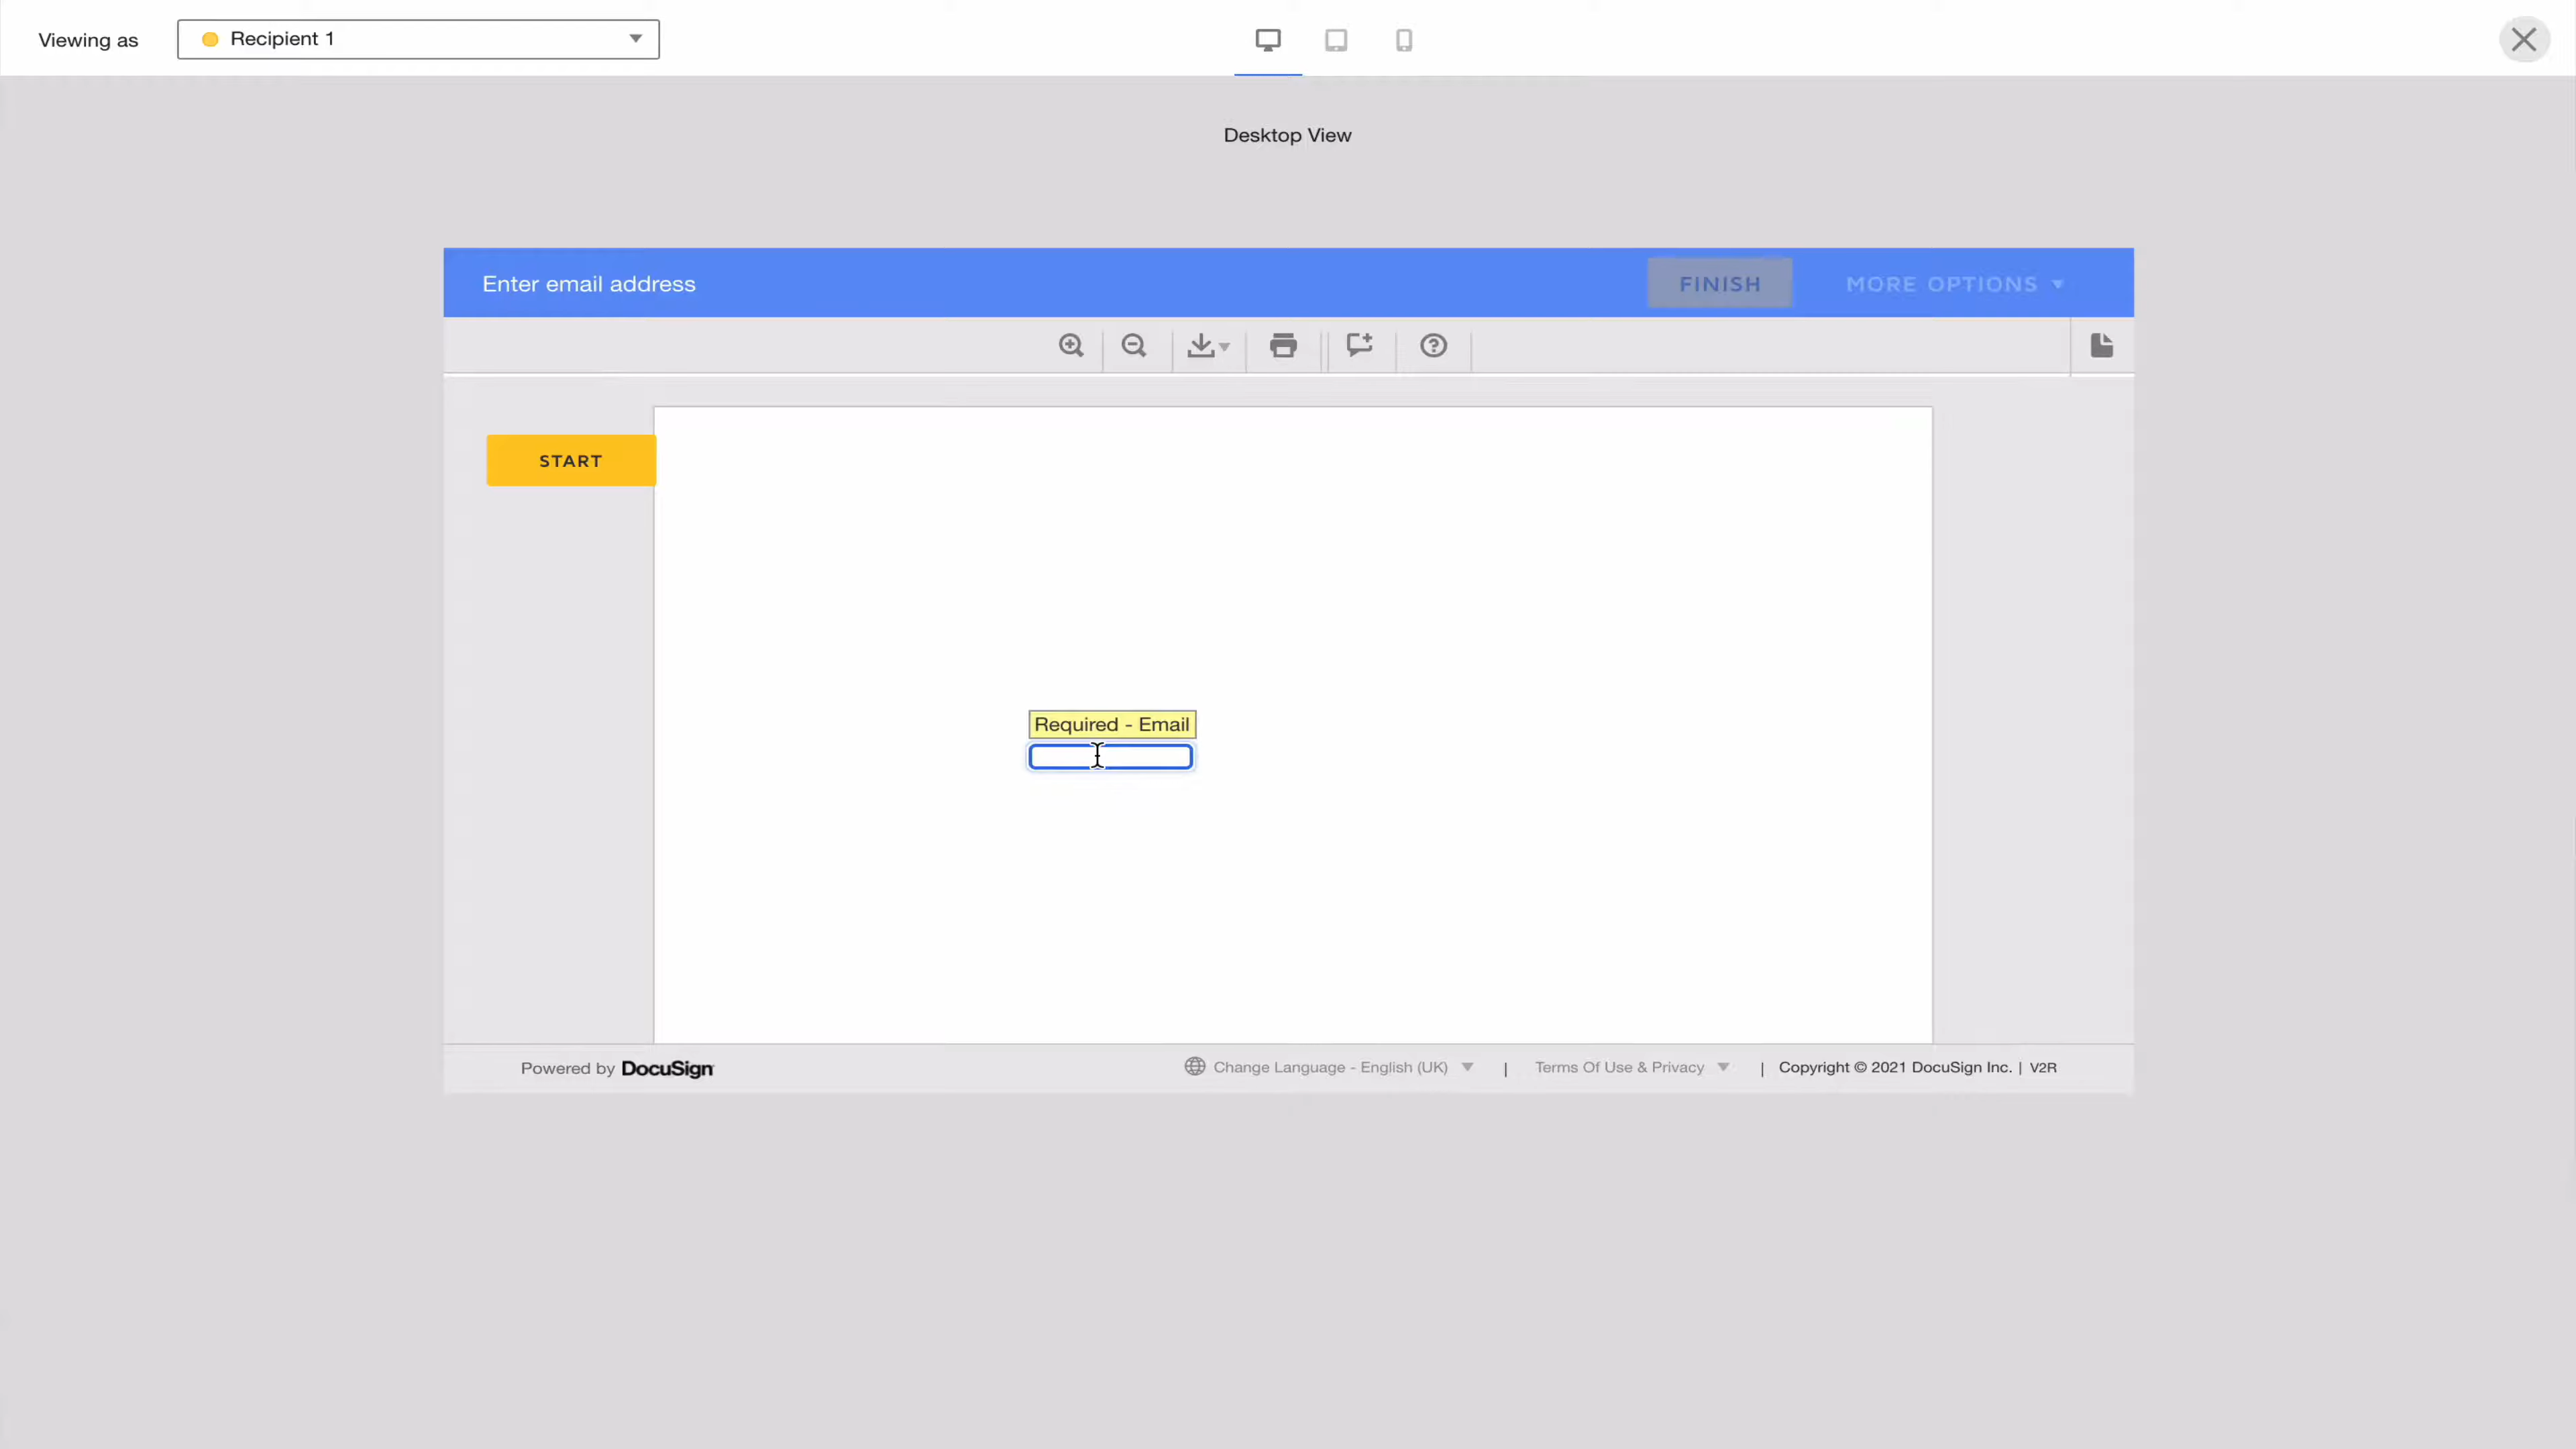 Viewing as
Recipient 1
Desktop View
Enter email address
FINISH
MORE OPTIONS
START
Required - Email
Powered by DocuSign
Change Language - English (UK) | Terms Of Use & Privacy | Copyright © 2021 DocuSign Inc. | V2R